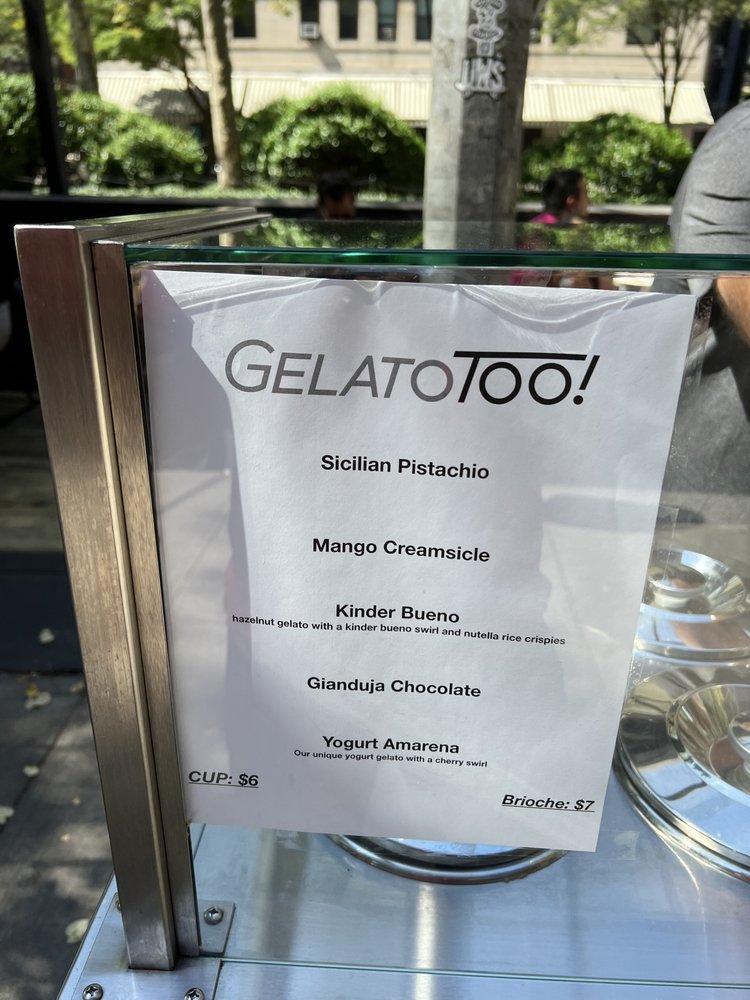 GELATOTOO!
Sicilian Pistachio
Mango Creamsicle
Kinder Bueno
hazelnut gelato with a kinder bueno swirl and nutella rice crispies
Gianduja Chocolate
Yogurt Amarena
Our unique yogurt gelato with a cherry swirl
CUP: $6
Brioche: $7